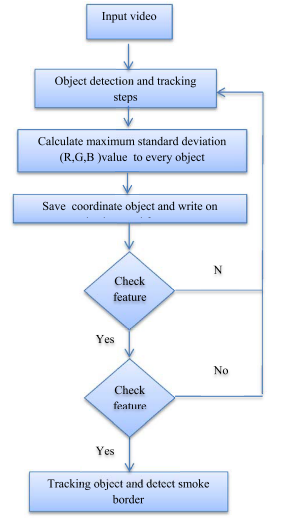 Input video
Object detection and tracking
steps
Calculate maximum standard deviation
(R,G,B )value  to every object
Save  coordinate object and write on
Check
feature
N
Yes
Check
feature
No
Yes
Tracking object and detect smoke
border